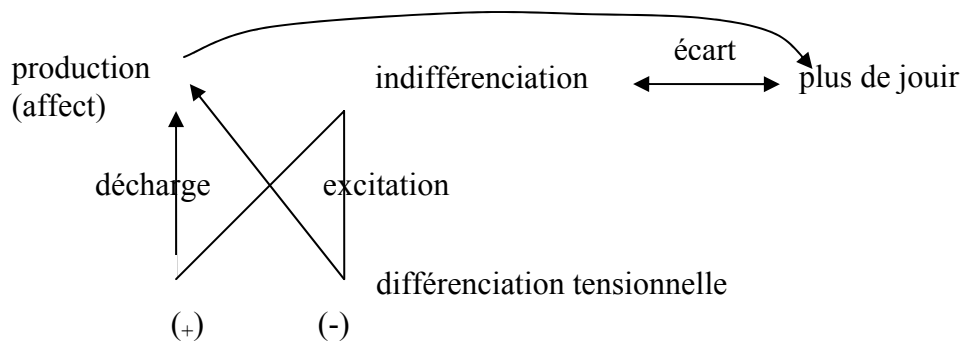 écart
production
(affect)
indifférenciation
plus de jouir
décharge
excitation
différenciation tensionnelle
(+)
(-)